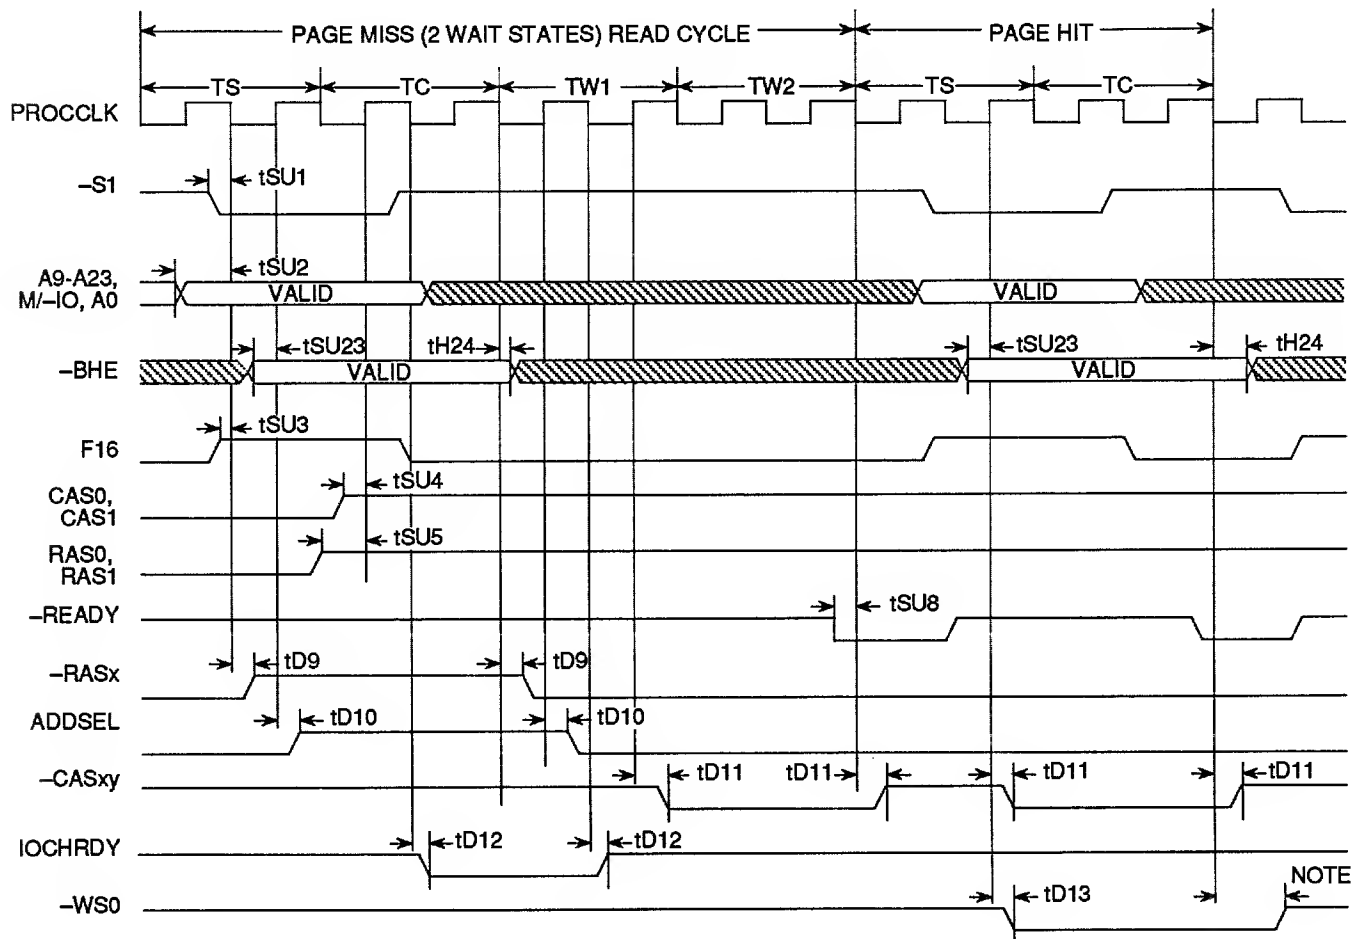 PAGE MISS (2 WAIT STATES) READ CYCLE PAGE HIT
TS TC TW1 TW2 TS TC
PROCCLK
–S1 tSU1
A9-A23, tSU2
M/–IO, A0 VALID VALID
tSU23 tH24 tSU23 tH24
–BHE VALID VALID
F16 tSU3
CAS0, tSU4
CAS1
RAS0, tSU5
RAS1
–READY tSU8
–RASx tD9 tD9
ADDSEL tD10 tD10
–CASxy tD11 tD11 tD11 tD11
IOCHRDY tD12 tD12
NOTE
–WS0 tD13